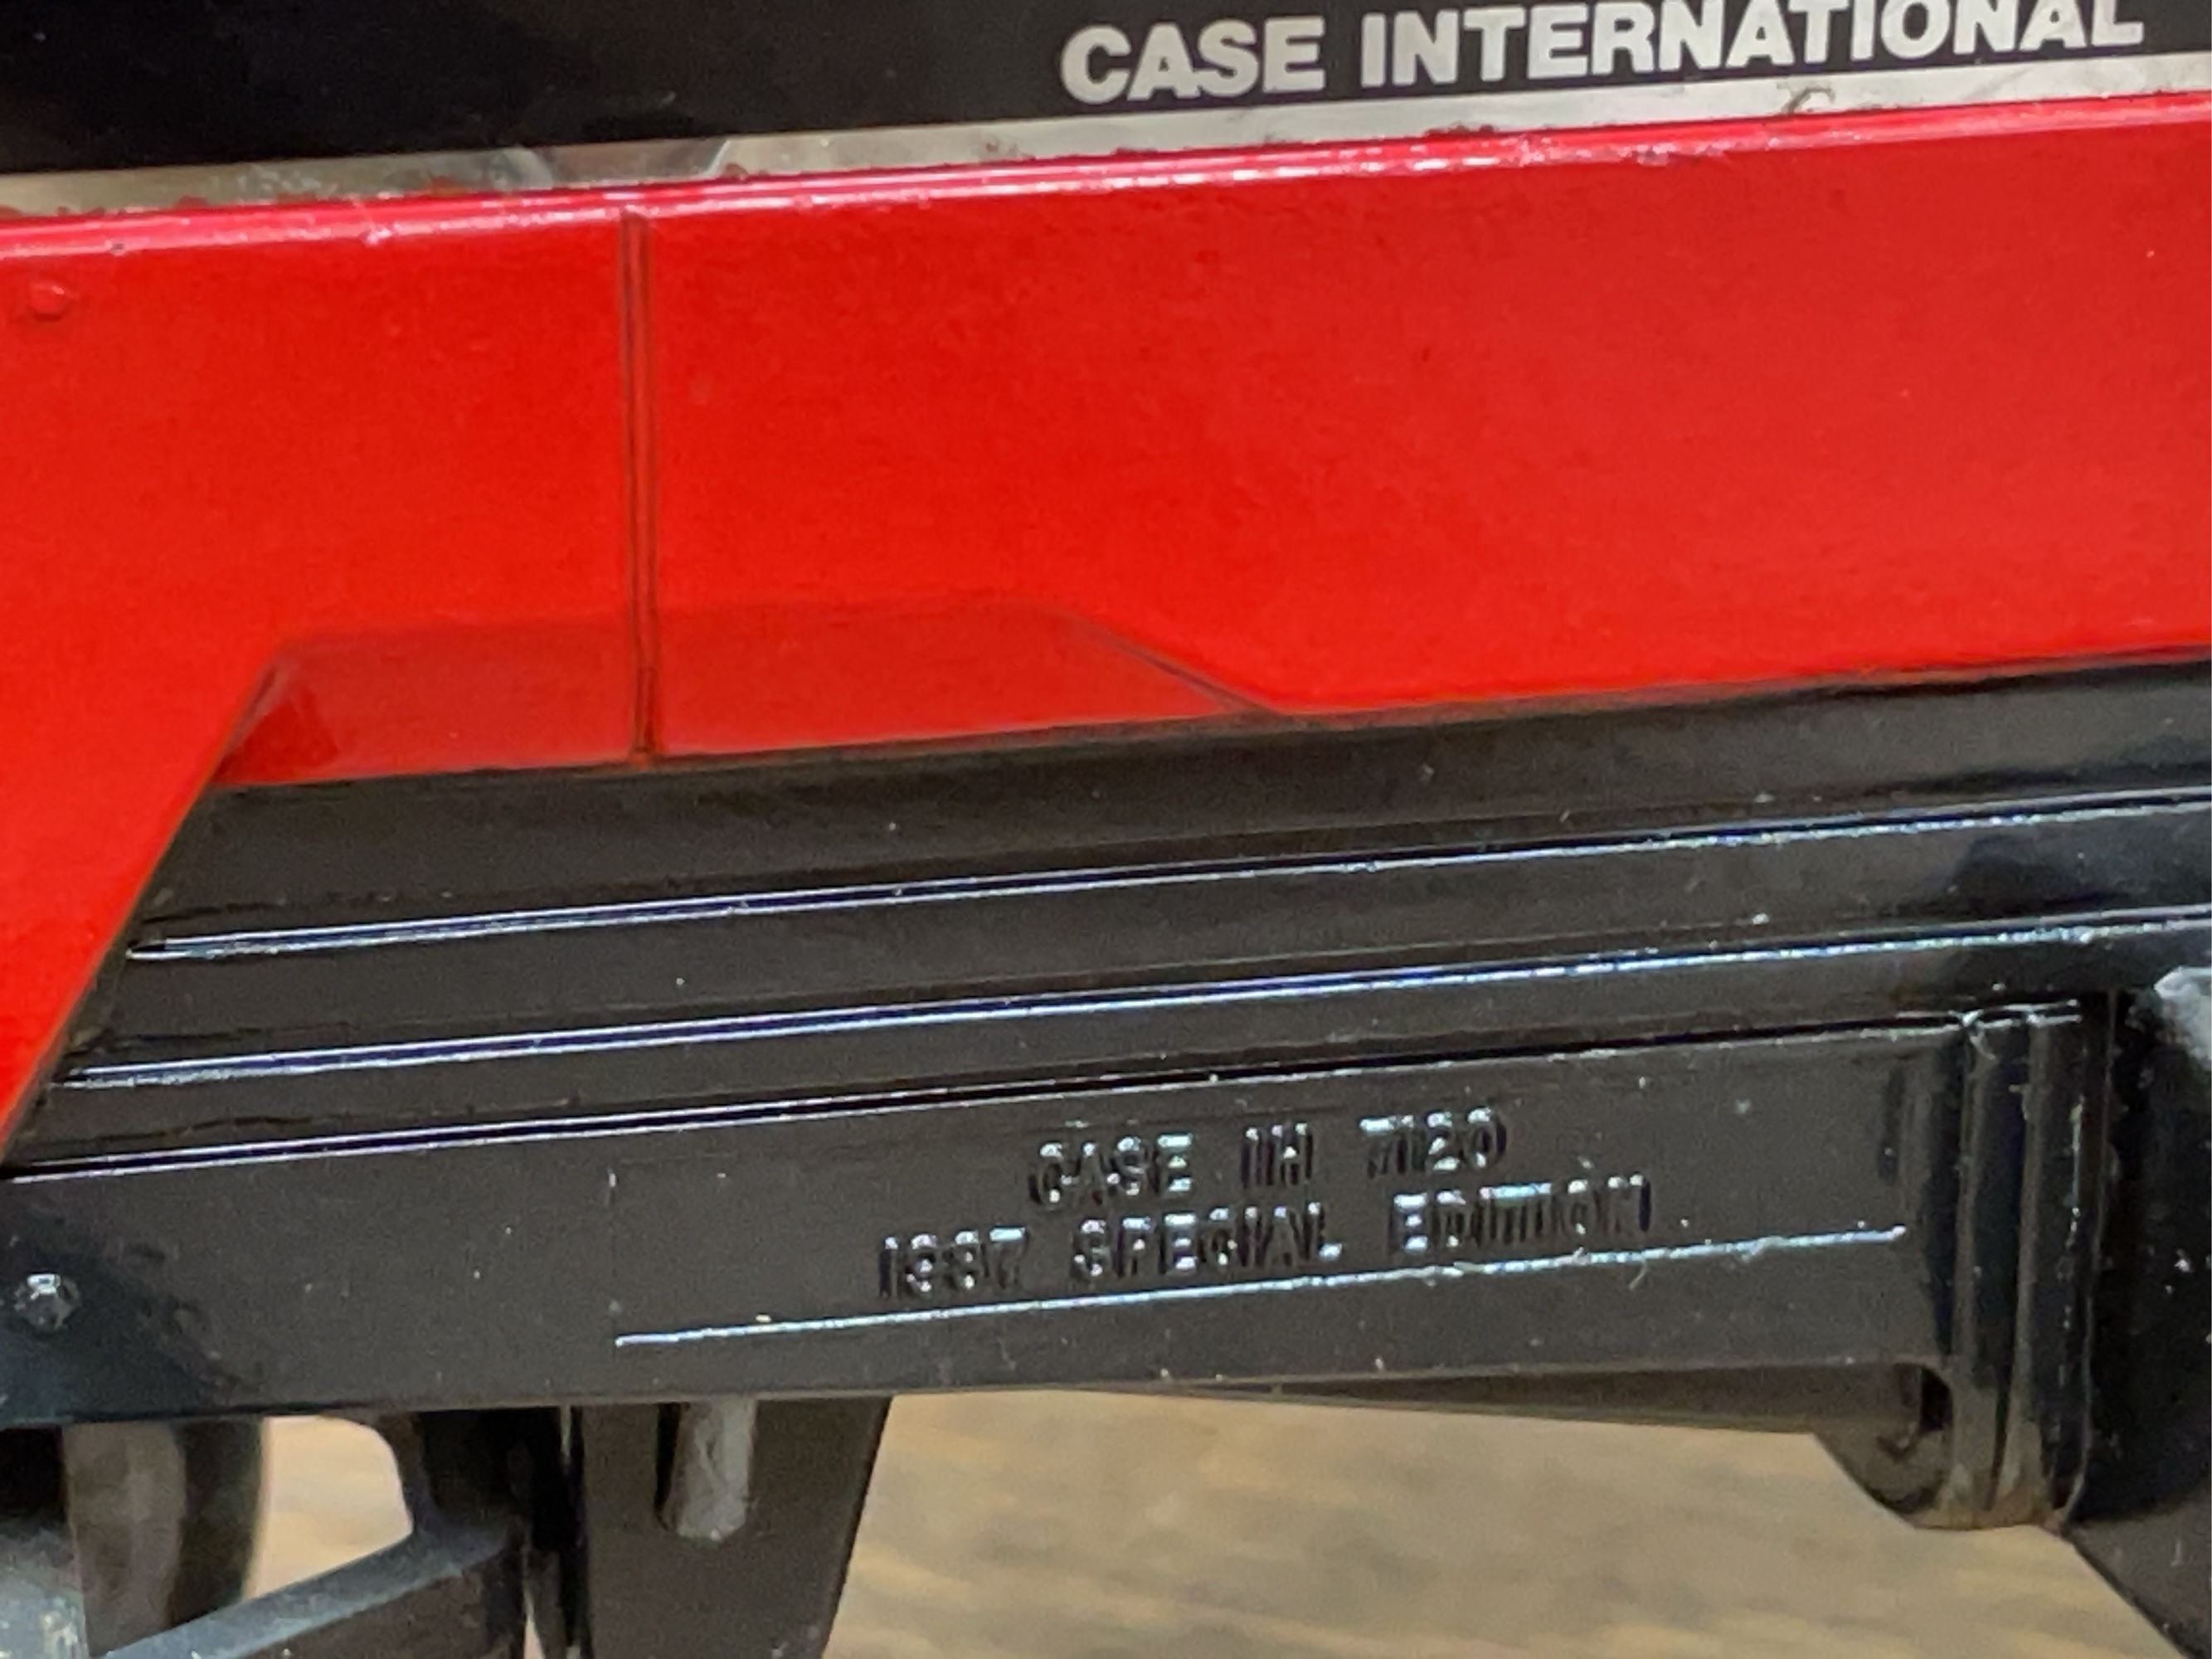 CASE INTERNATIONAL
CASE IH 7120
1987 SPECIAL EDITION